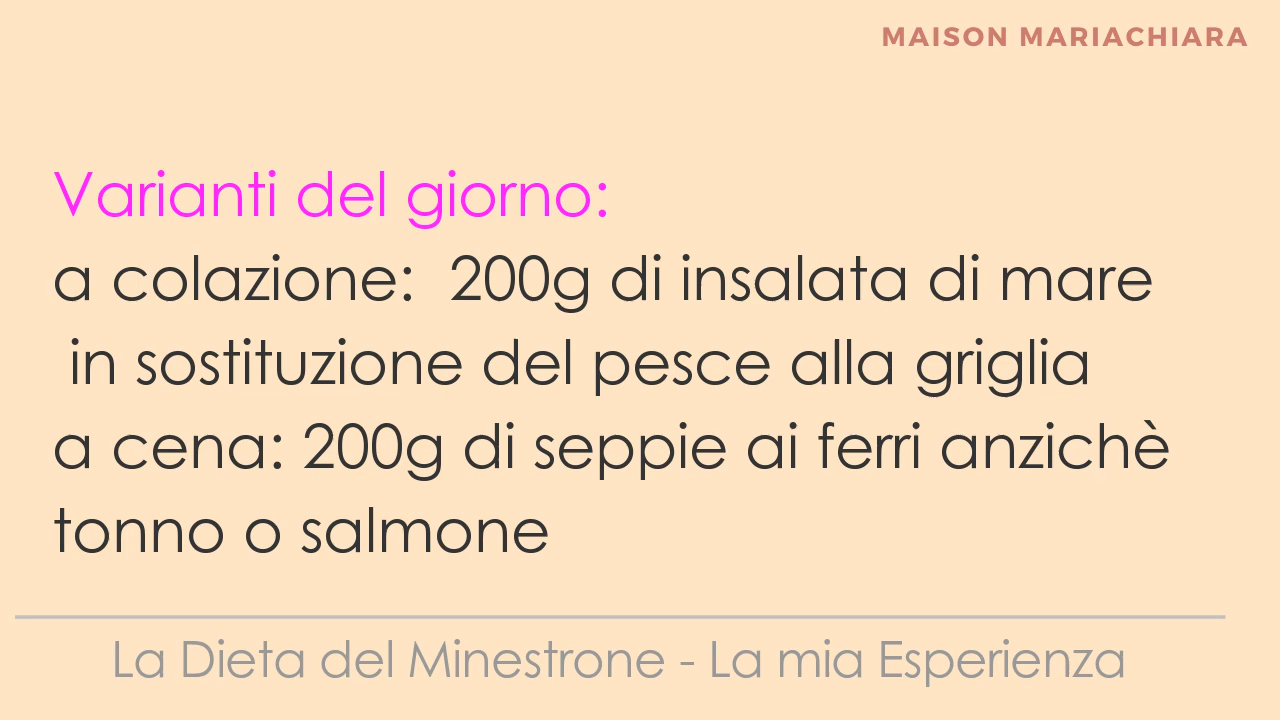 MAISON MARIACHIARA
Varianti del giorno:
a colazione:  200g di insalata di mare
in sostituzione del pesce alla griglia
a cena: 200g di seppie ai ferri anzichè
tonno o salmone
La Dieta del Minestrone - La mia Esperienza